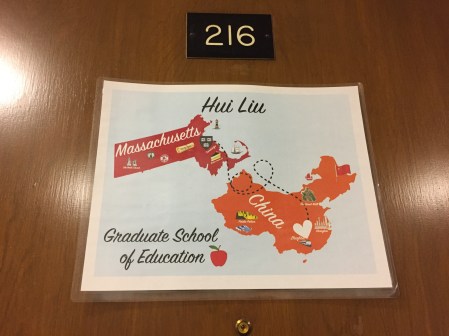 216
Hui Liu
Massachusetts
China
Graduate School
of Education